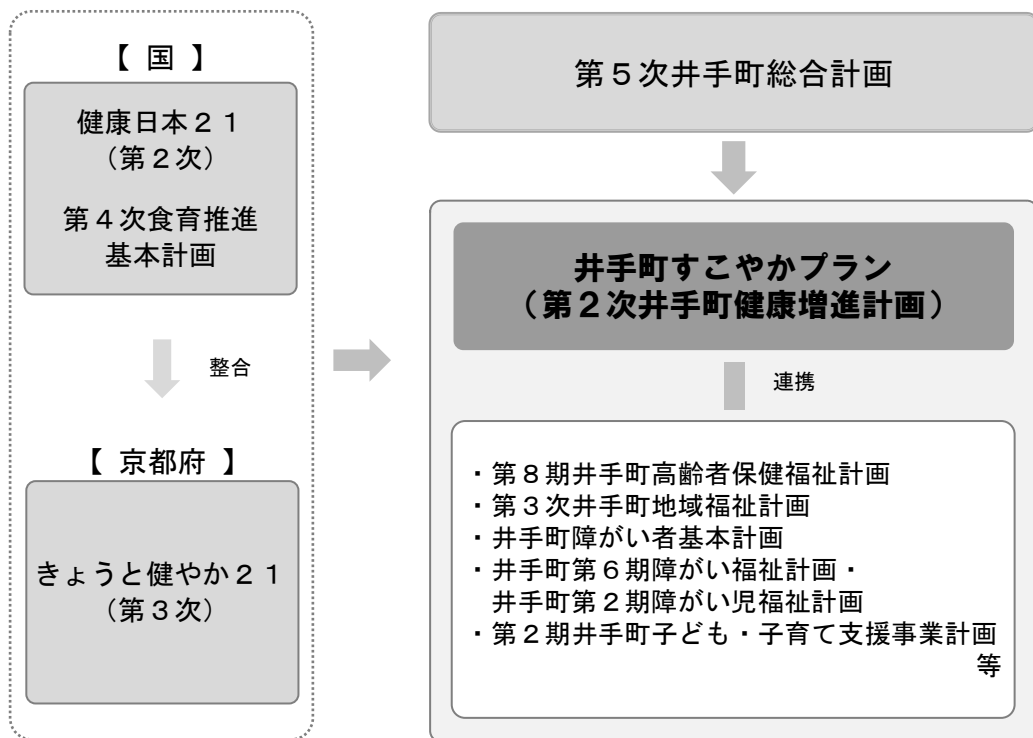 【 国 】
健康日本２１
（第２次）
第４次食育推進
基本計画
整合
【 京都府 】
きょうと健やか２１
（第３次）
第５次井手町総合計画
井手町すこやかプラン
（第２次井手町健康増進計画）
連携
・第８期井手町高齢者保健福祉計画
・第３次井手町地域福祉計画
・井手町障がい者基本計画
・井手町第６期障がい福祉計画・
井手町第２期障がい児福祉計画
・第２期井手町子ども・子育て支援事業計画
等